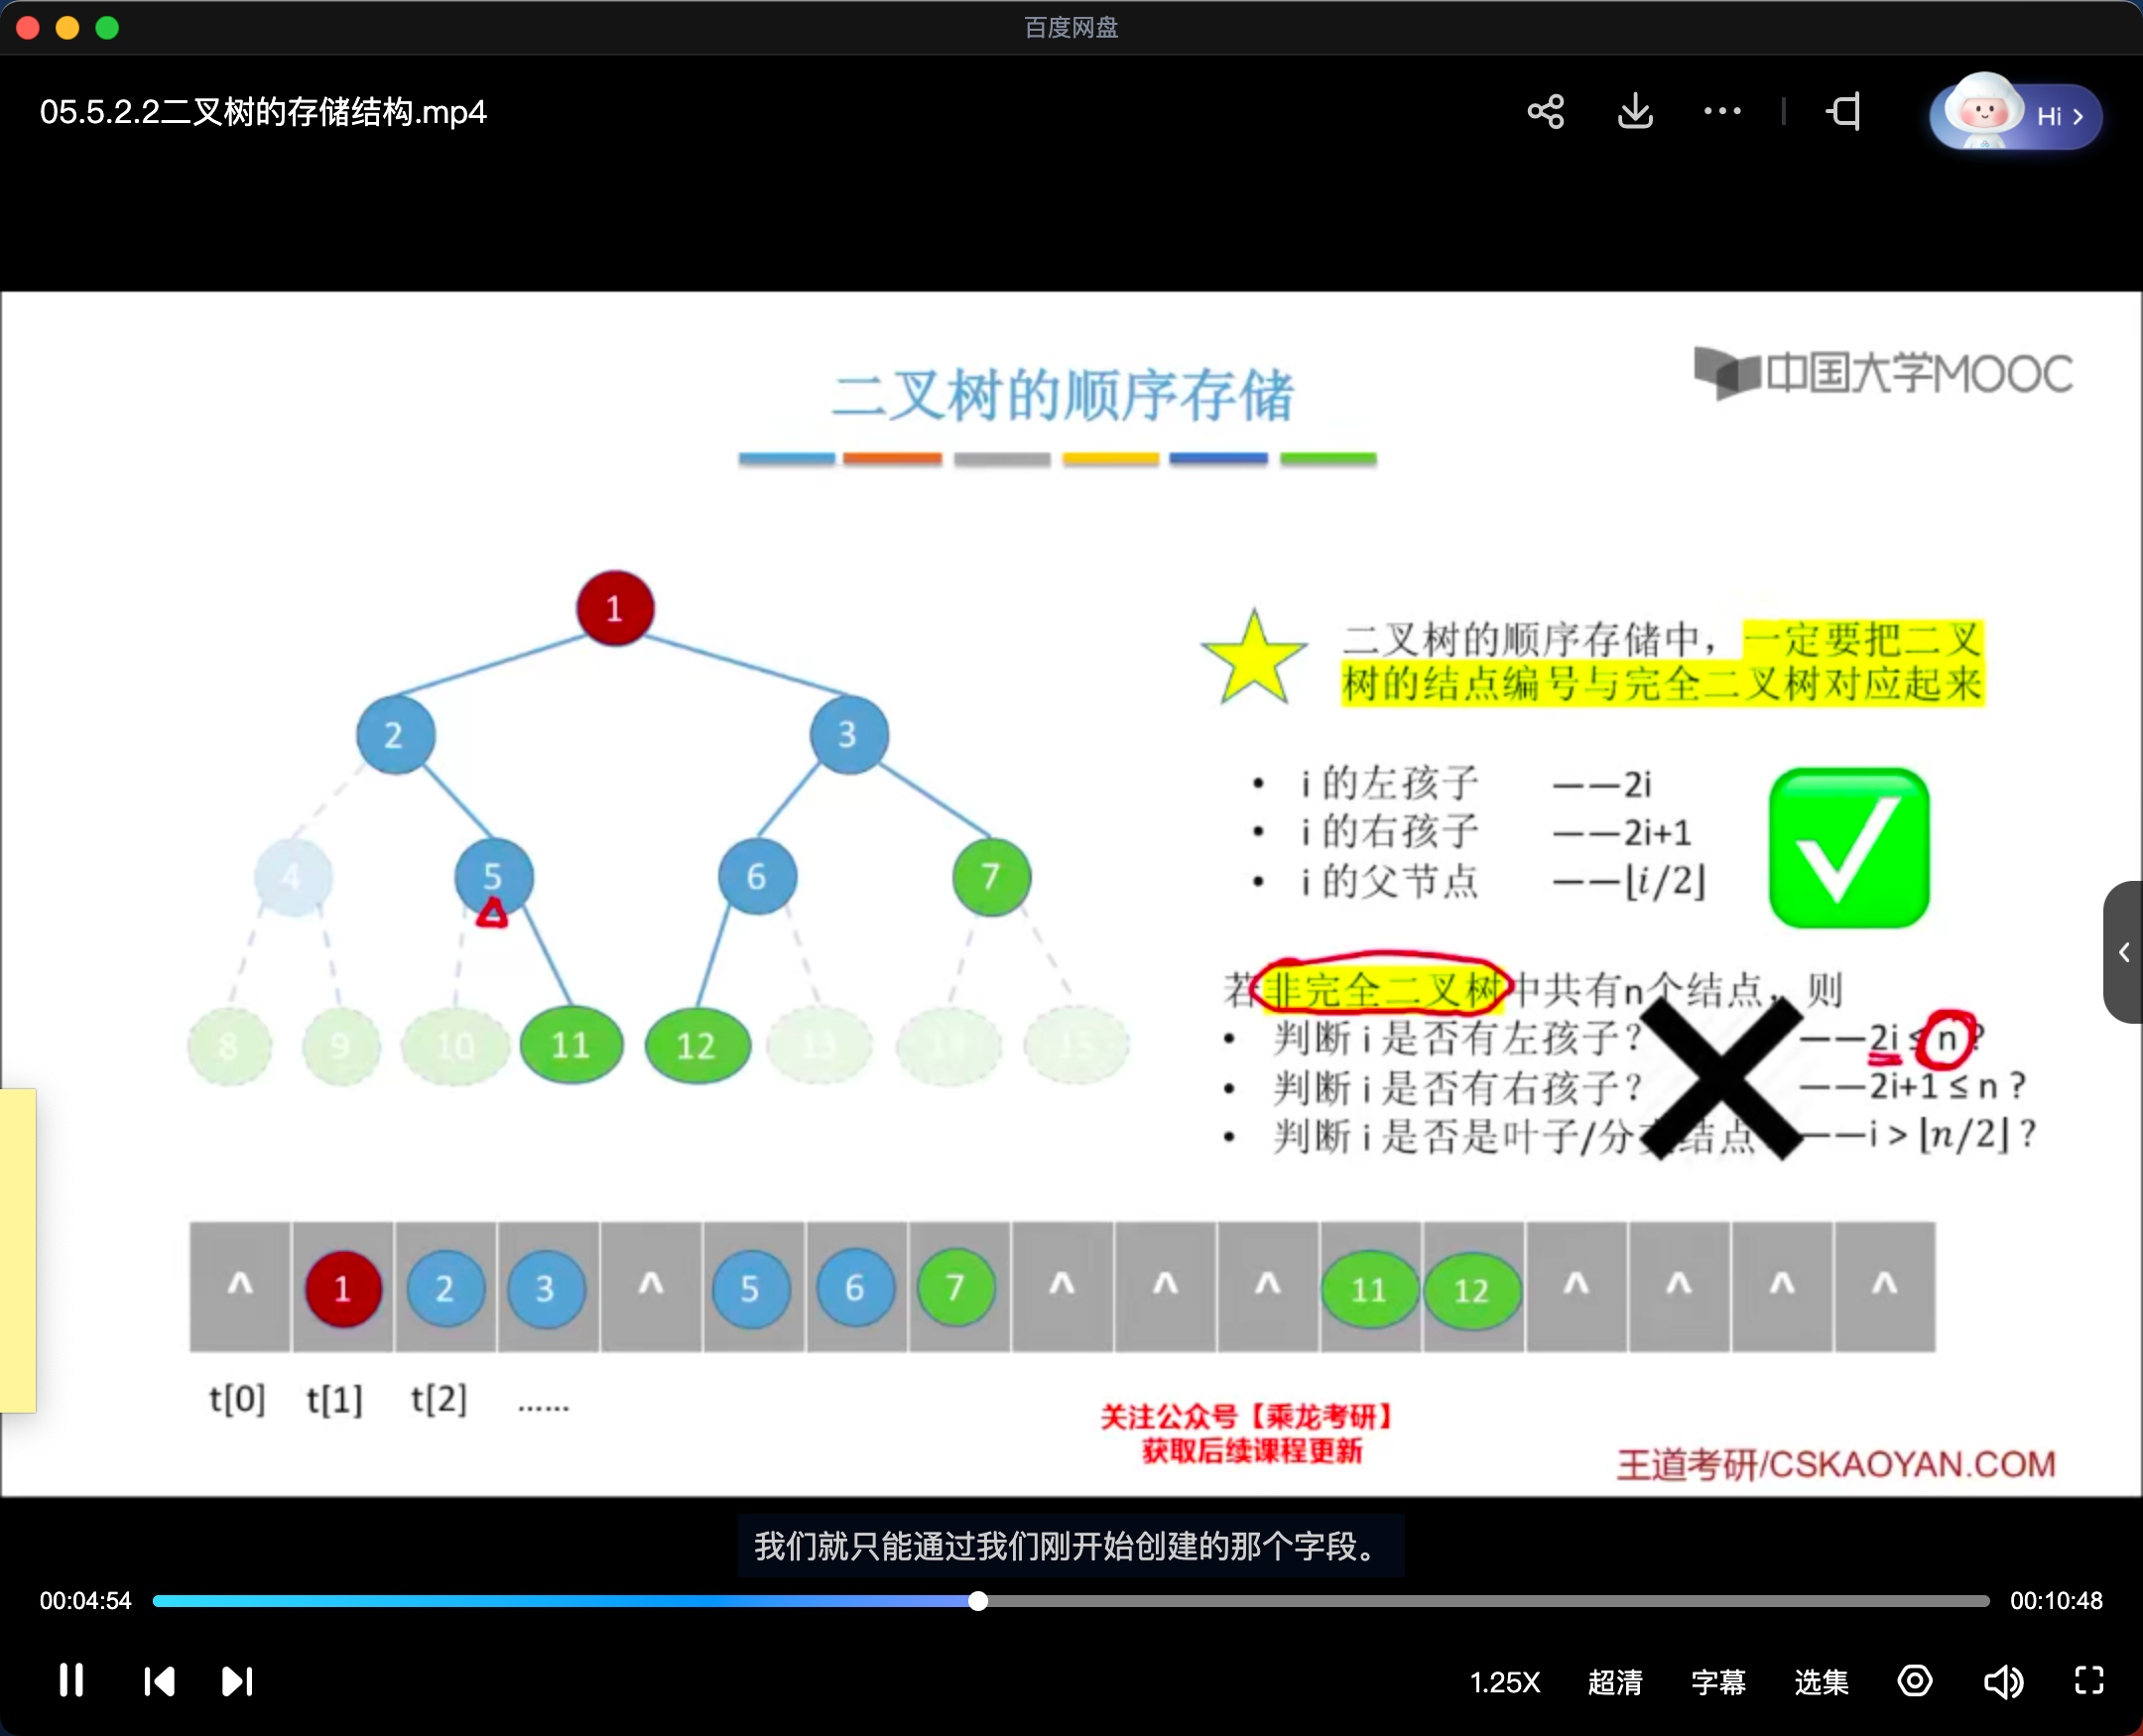 百度网盘
05.5.2.2二叉树的存储结构.mp4
Hi >
中国大学MOOC
二叉树的顺序存储
1
2
3
4
5
6
7
8
9
10
11
12
13
15
二叉树的顺序存储中，一定要把二叉
树的结点编号与完全二叉树对应起来
• i 的左孩子 ——2i
• i 的右孩子 ——2i+1
• i 的父节点 ——⌊i/2⌋
若非完全二叉树中共有n个结点，则
• 判断 i 是否有左孩子？ ——2i ≤ n ?
• 判断 i 是否有右孩子？ ——2i+1 ≤ n ?
• 判断 i 是否是叶子/分支结点 ——i > ⌊n/2⌋ ?
^ 1 2 3 ^ 5 6 7 ^ ^ ^ 11 12 ^ ^ ^ ^
t[0] t[1] t[2] ......
关注公众号【乘龙考研】
获取后续课程更新
王道考研/CSKAOYAN.COM
我们就只能通过我们刚开始创建的那个字段。
00:04:54
00:10:48
1.25X 超清 字幕 选集